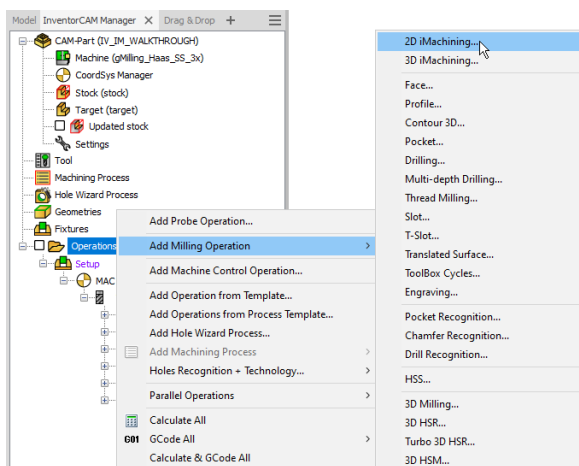 Model InventorCAM Manager × Drag & Drop +
CAM-Part (IV_IM_WALKTHROUGH)
Machine (gMilling_Haas_SS_3x)
CoordSys Manager
Stock (stock)
Target (target)
Updated stock
Settings
Tool
Machining Process
Hole Wizard Process
Geometries
Fixtures
Operations
Setup
MAC
Add Probe Operation...
Add Milling Operation >
Add Machine Control Operation...
Add Operation from Template...
Add Operations from Process Template...
Add Hole Wizard Process...
Add Machining Process >
Holes Recognition + Technology... >
Parallel Operations >
Calculate All
G01 GCode All >
Calculate & GCode All
2D iMachining...
3D iMachining...
Face...
Profile...
Contour 3D...
Pocket...
Drilling...
Multi-depth Drilling...
Thread Milling...
Slot...
T-Slot...
Translated Surface...
ToolBox Cycles...
Engraving...
Pocket Recognition...
Chamfer Recognition...
Drill Recognition...
HSS...
3D Milling...
3D HSR...
Turbo 3D HSR...
3D HSM...